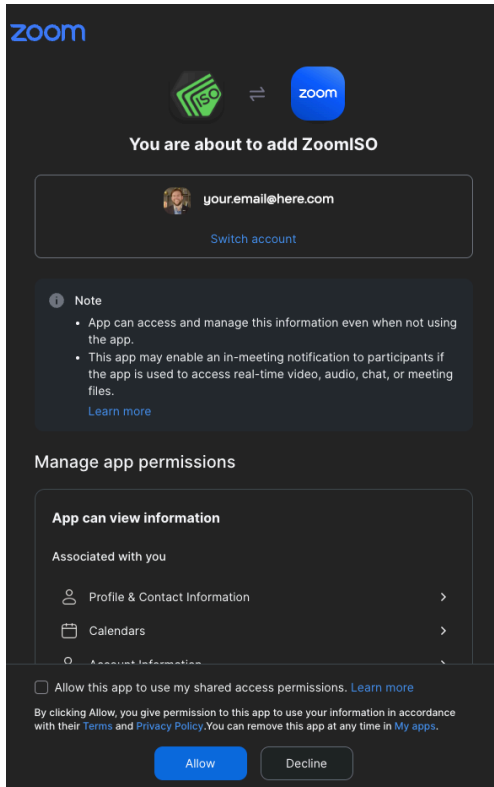 zoom
ISO
zoom
You are about to add ZoomISO
your.email@here.com
Switch account
Note
• App can access and manage this information even when not using
the app.
• This app may enable an in-meeting notification to participants if
the app is used to access real-time video, audio, chat, or meeting
files.
Learn more
Manage app permissions
App can view information
Associated with you
Profile & Contact Information
Calendars
Account Information
Allow this app to use my shared access permissions. Learn more
By clicking Allow, you give permission to this app to use your information in accordance
with their Terms and Privacy Policy.You can remove this app at any time in My apps.
Allow
Decline